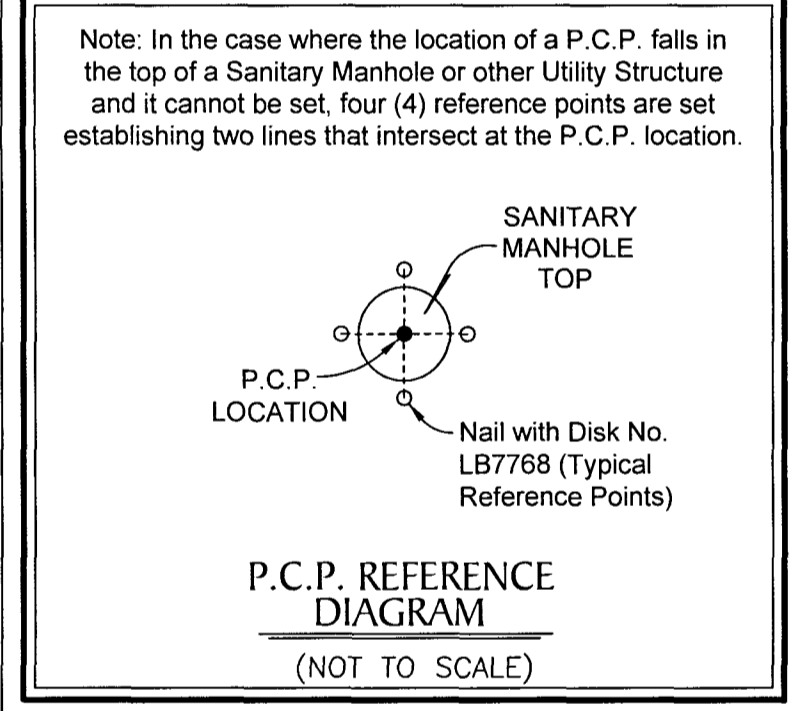 Note: In the case where the location of a P.C.P. falls in
the top of a Sanitary Manhole or other Utility Structure
and it cannot be set, four (4) reference points are set
establishing two lines that intersect at the P.C.P. location.
SANITARY
MANHOLE
TOP
P.C.P.
LOCATION
Nail with Disk No.
LB7768 (Typical
Reference Points)
P.C.P. REFERENCE
DIAGRAM
(NOT TO SCALE)